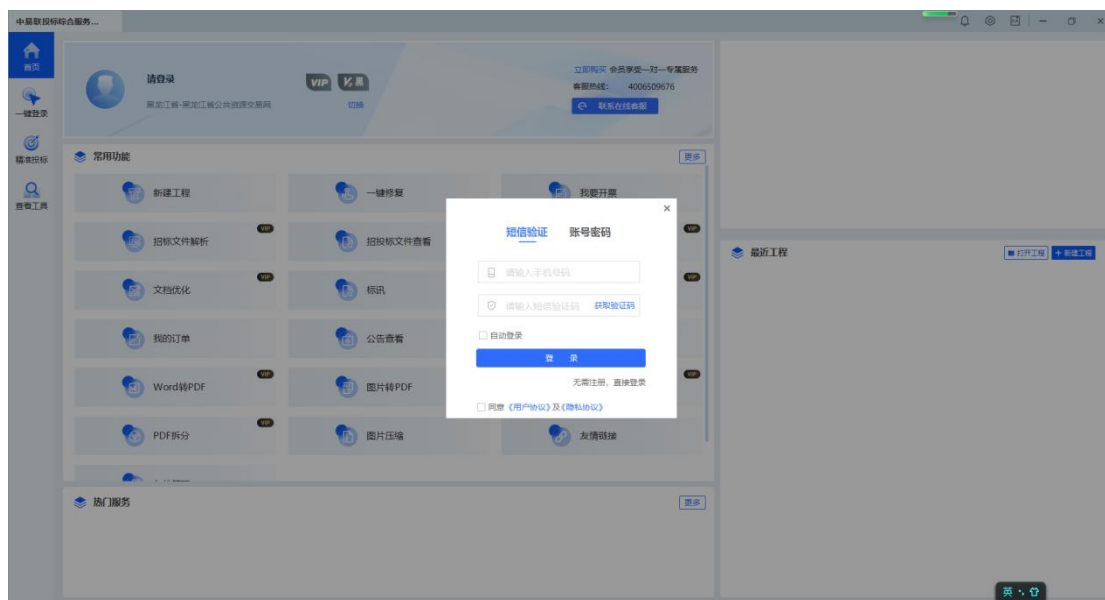 中易联投标综合服务...
首页
一键登录
精准投标
查看工具
请登录
黑龙江省-黑龙江省公共资源交易网
VIP
切换
立即购买 会员享受一对一专属服务
客服热线: 4006509676
联系在线客服
常用功能
更多
新建工程
一键修复
我要开票
招标文件解析
VIP
招投标文件查看
VIP
文档优化
VIP
标讯
VIP
我的订单
公告查看
Word转PDF
VIP
图片转PDF
VIP
PDF拆分
VIP
图片压缩
友情链接
短信验证 账号密码
请输入手机号码
请输入短信验证码 获取验证码
自动登录
登 录
无需注册，直接登录
同意《用户协议》及《隐私协议》
最近工程
打开工程
+ 新建工程
热门服务
更多
英